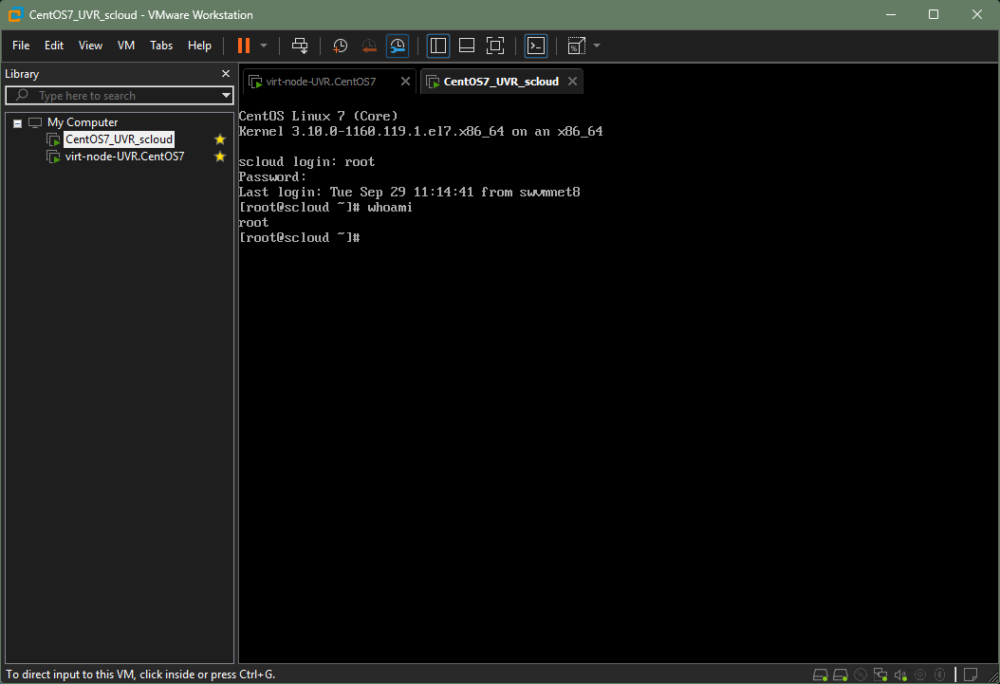 CentOS7_UVR_scloud - VMware Workstation
File Edit View VM Tabs Help
Library
Type here to search
My Computer
CentOS7_UVR_scloud
virt-node-UVR.CentOS7
virt-node-UVR.CentOS7 CentOS7_UVR_scloud
CentOS Linux 7 (Core)
Kernel 3.10.0-1160.119.1.el7.x86_64 on an x86_64
scloud login: root
Password:
Last login: Tue Sep 29 11:14:41 from swvmnet8
[root@scloud ~]# whoami
root
[root@scloud ~]#
To direct input to this VM, click inside or press Ctrl+G.